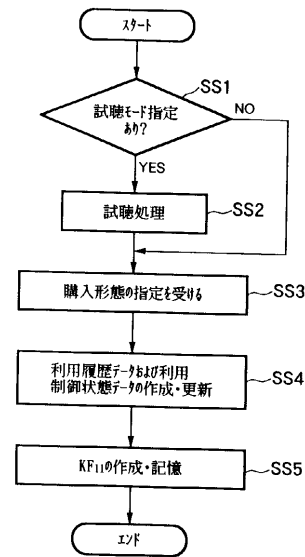 スタート
SS1
試聴モード指定
あり?
NO
YES
試聴処理
SS2
購入形態の指定を受ける
SS3
利用履歴データおよび利用
制御状態データの作成・更新
SS4
KF₁₁の作成・記憶
SS5
エンド